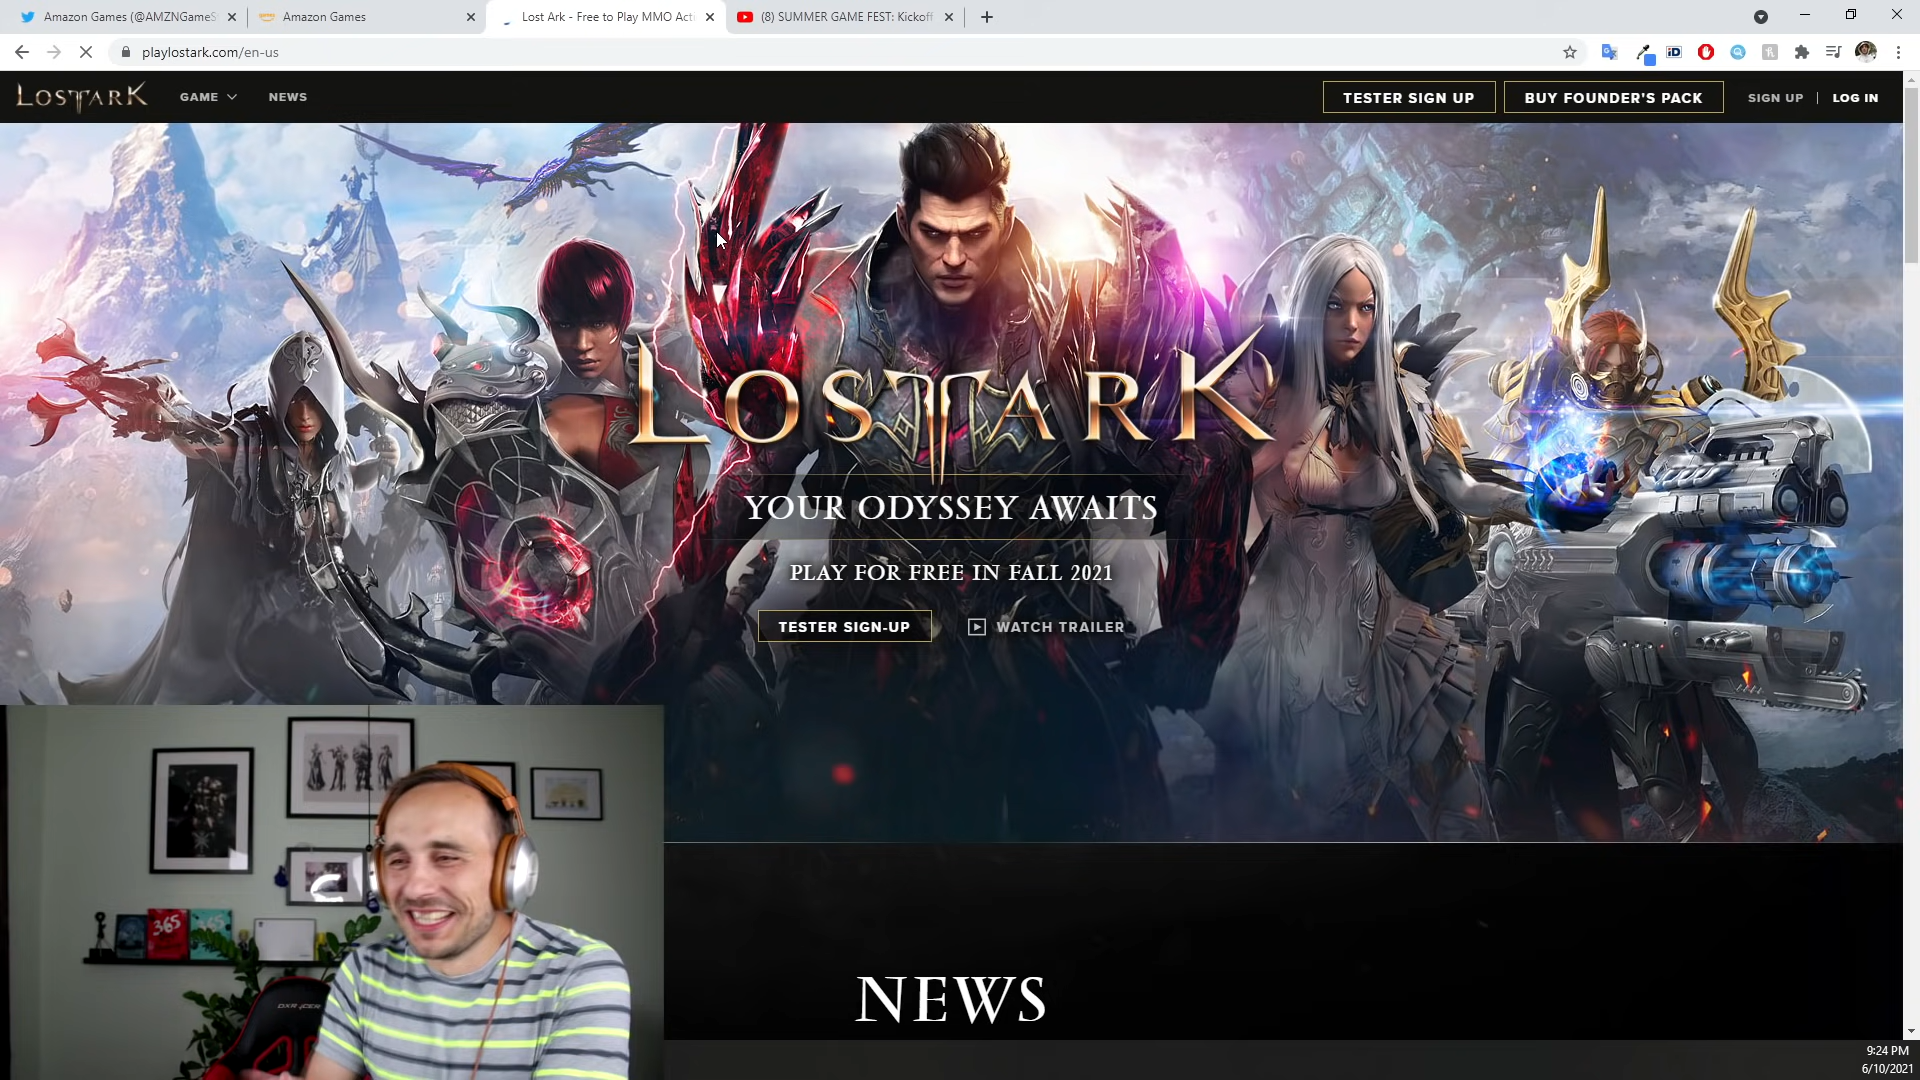 Amazon Games (@AMZNGameS
Amazon Games
Lost Ark - Free to Play MMO Acti
(8) SUMMER GAME FEST: Kickoff
playlostark.com/en-us
LOST ARK
GAME
NEWS
TESTER SIGN UP
BUY FOUNDER'S PACK
SIGN UP
LOG IN
LOST ARK
YOUR ODYSSEY AWAITS
PLAY FOR FREE IN FALL 2021
TESTER SIGN-UP
WATCH TRAILER
365
365
DXRACER
NEWS
9:24 PM
6/10/2021